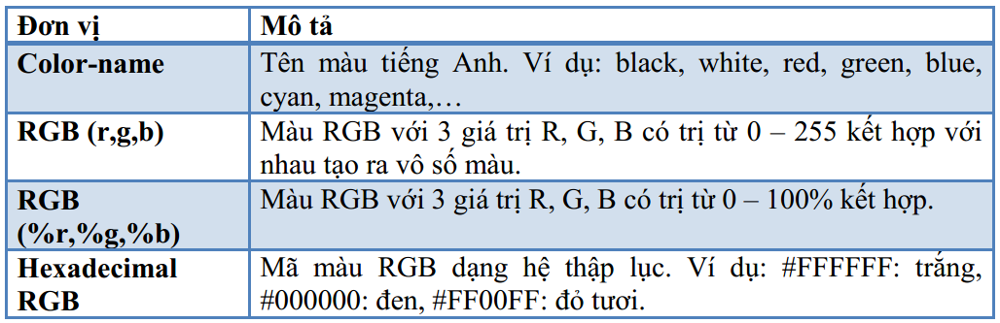 Đơn vị Mô tả
Color-name Tên màu tiếng Anh. Ví dụ: black, white, red, green, blue,
cyan, magenta,…
RGB (r,g,b) Màu RGB với 3 giá trị R, G, B có trị từ 0 – 255 kết hợp với
nhau tạo ra vô số màu.
RGB Màu RGB với 3 giá trị R, G, B có trị từ 0 – 100% kết hợp.
(%r,%g,%b)
Hexadecimal Mã màu RGB dạng hệ thập lục. Ví dụ: #FFFFFF: trắng,
RGB #000000: đen, #FF00FF: đỏ tươi.